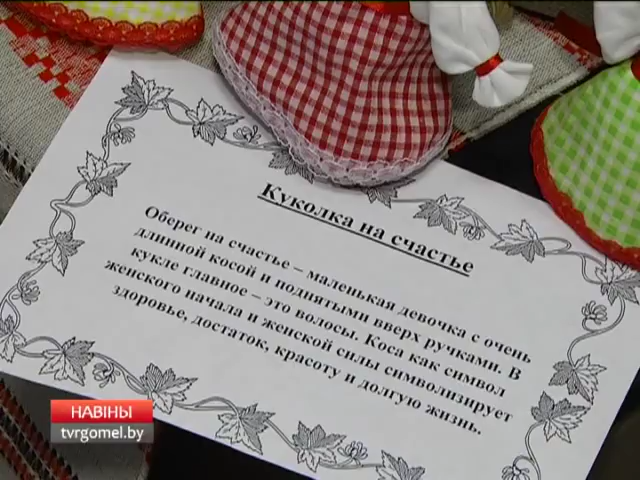 Куколка на счастье
Оберег на счастье – маленькая девочка с очень
длинной косой и поднятыми вверх ручками. В
кукле главное – это волосы. Коса как символ
женского начала и женской силы символизирует
здоровье, достаток, красоту и долгую жизнь.
НАВІНЫ
tvrgomel.by